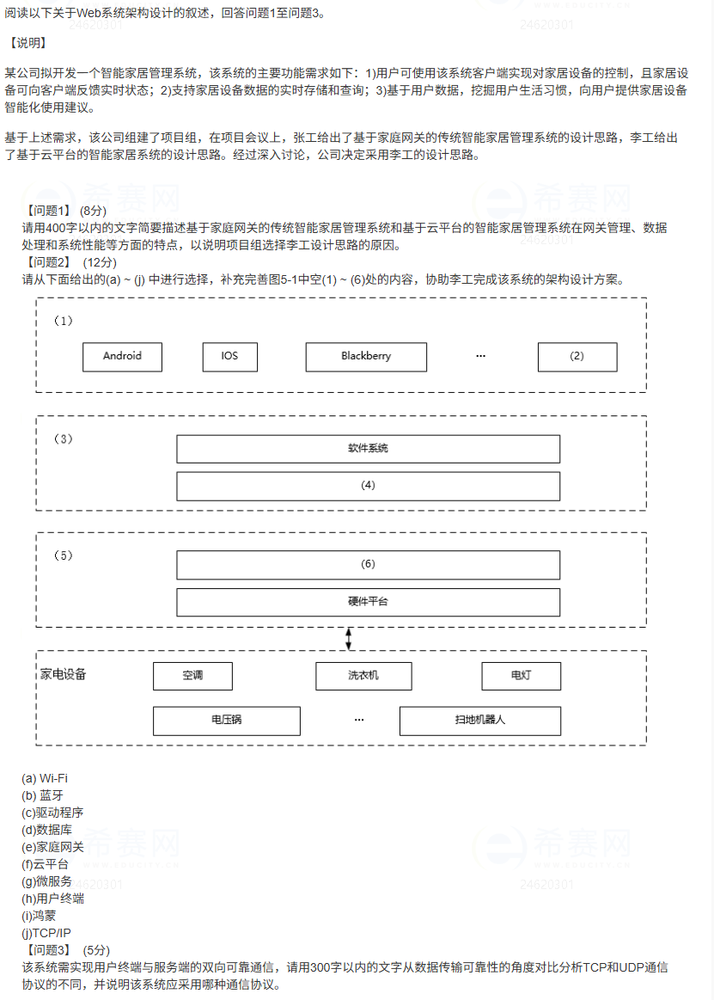 阅读以下关于Web系统架构设计的叙述，回答问题1至问题3。
【说明】
某公司拟开发一个智能家居管理系统，该系统的主要功能需求如下：1)用户可使用该系统客户端实现对家居设备的控制，且家居设
备可向客户端反馈实时状态；2)支持家居设备数据的实时存储和查询；3)基于用户数据，挖掘用户生活习惯，向用户提供家居设备
智能化使用建议。
基于上述需求，该公司组建了项目组，在项目会议上，张工给出了基于家庭网关的传统智能家居管理系统的设计思路，李工给出
了基于云平台的智能家居系统的设计思路。经过深入讨论，公司决定采用李工的设计思路。
【问题1】 (8分)
请用400字以内的文字简要描述基于家庭网关的传统智能家居管理系统和基于云平台的智能家居管理系统在网关管理、数据
处理和系统性能等方面的特点，以说明项目组选择李工设计思路的原因。
【问题2】 (12分)
请从下面给出的(a) ~ (j) 中进行选择，补充完善图5-1中空(1) ~ (6)处的内容，协助李工完成该系统的架构设计方案。
（1）
Android IOS Blackberry ... (2)
（3）
软件系统
(4)
（5）
(6)
硬件平台
家电设备
空调 洗衣机 电灯
电压锅 ... 扫地机器人
(a) Wi-Fi
(b) 蓝牙
(c)驱动程序
(d)数据库
(e)家庭网关
(f)云平台
(g)微服务
(h)用户终端
(i)鸿蒙
(j)TCP/IP
【问题3】 (5分)
该系统需实现用户终端与服务端的双向可靠通信，请用300字以内的文字从数据传输可靠性的角度对比分析TCP和UDP通信
协议的不同，并说明该系统应采用哪种通信协议。
希赛网
24620301